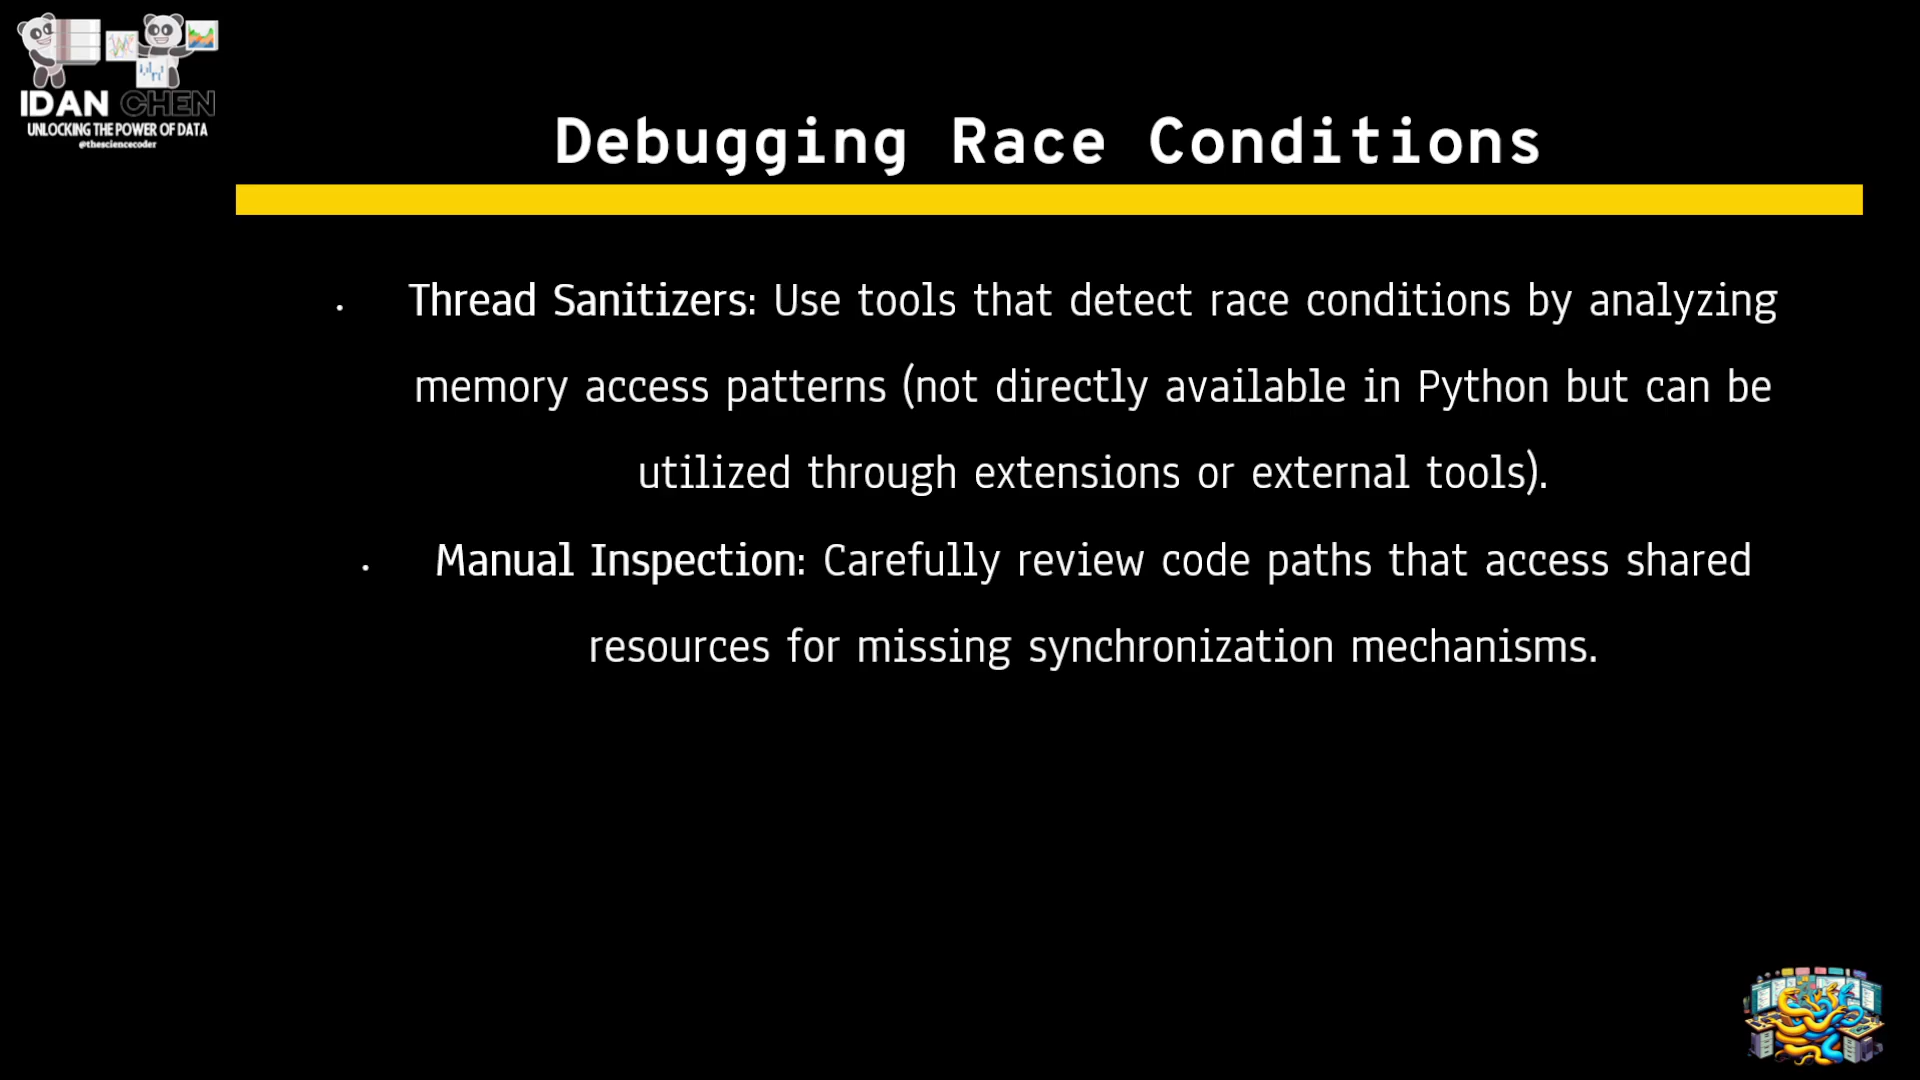 IDAN CHEN
UNLOCKING THE POWER OF DATA
@thesciencecoder
Debugging Race Conditions
• Thread Sanitizers: Use tools that detect race conditions by analyzing
memory access patterns (not directly available in Python but can be
utilized through extensions or external tools).
• Manual Inspection: Carefully review code paths that access shared
resources for missing synchronization mechanisms.